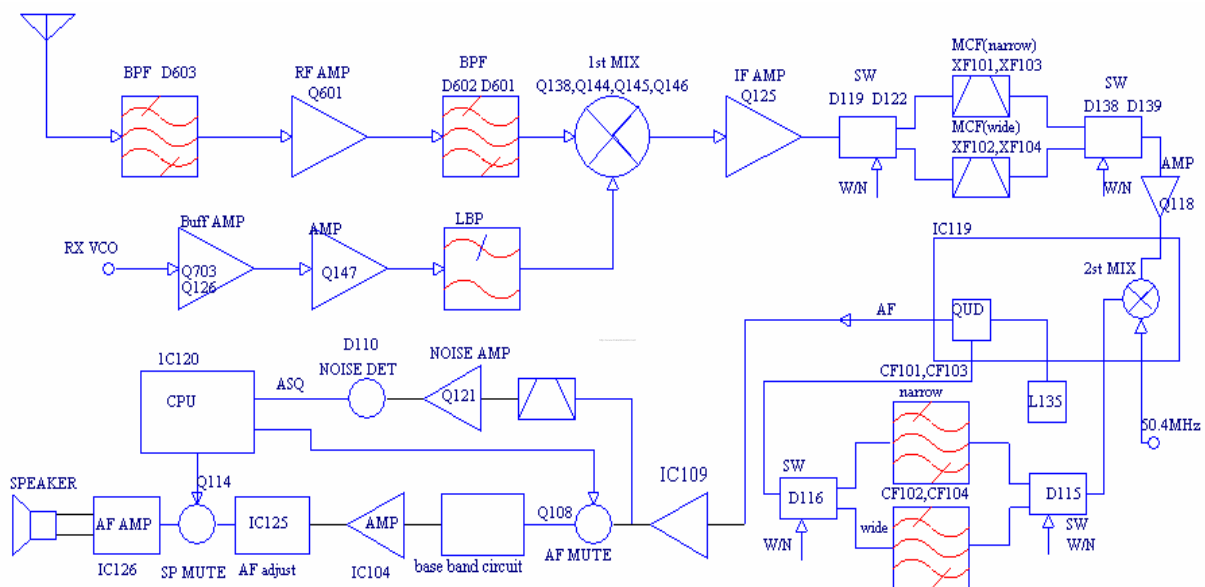 BPF D603
RF AMP
Q601
BPF
D602 D601
1st MIX
Q138,Q144,Q145,Q146
IF AMP
Q125
SW
D119 D122
MCF(narrow)
XF101,XF103
MCF(wide)
XF102,XF104
SW
D138 D139
W/N
W/N
AMP
Q118
RX VCO
Buff AMP
Q703
Q126
AMP
Q147
LBP
IC119
2st MIX
QUD
AF
L135
50.4MHz
CF101,CF103
narrow
CF102,CF104
wide
SW
D116
W/N
D115
SW
W/N
1C120
CPU
ASQ
D110
NOISE DET
NOISE AMP
Q121
IC109
Q108
AF MUTE
base band circuit
AMP
IC104
IC125
AF adjust
Q114
SP MUTE
AF AMP
IC126
SPEAKER